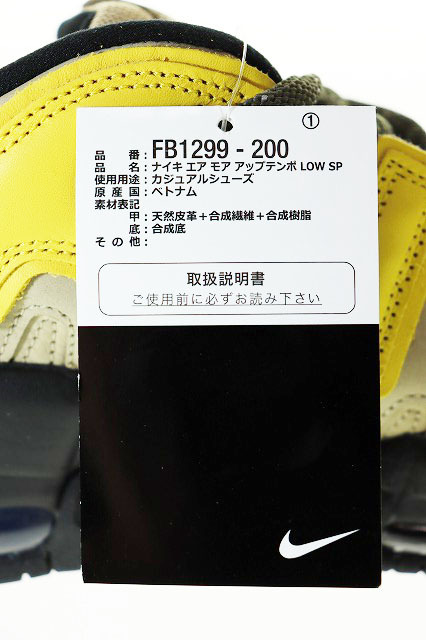 ①
品番：FB1299 - 200
品名：ナイキ エア モア アップテンポ LOW SP
使用用途：カジュアルシューズ
原産国：ベトナム
素材表記
甲：天然皮革＋合成繊維＋合成樹脂
底：合成底
その他：
取扱説明書
ご使用前に必ずお読み下さい